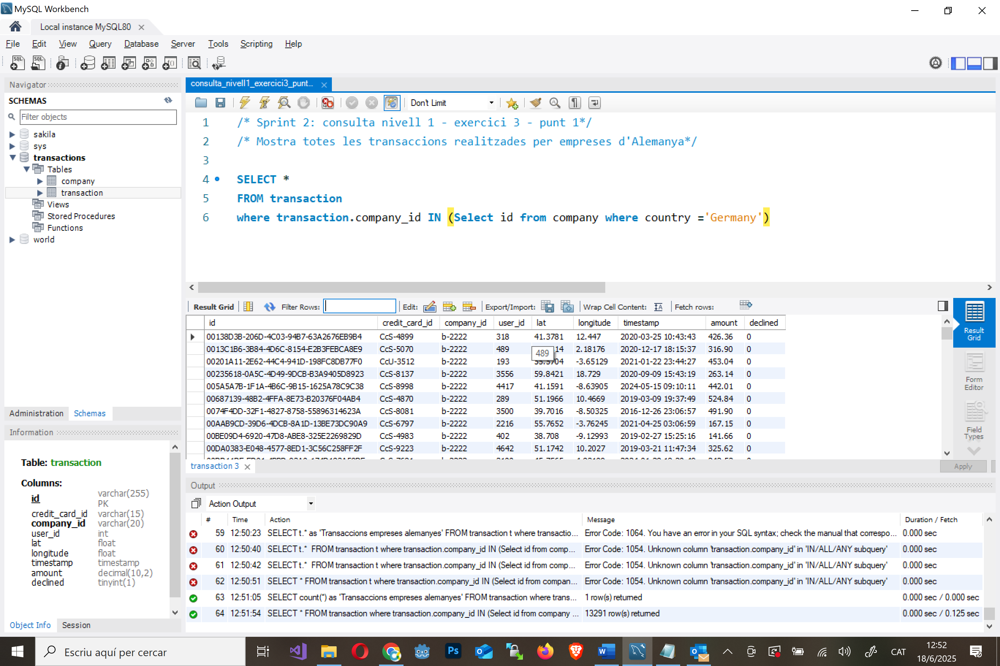 MySQL Workbench
Local instance MySQL80
File Edit View Query Database Server Tools Scripting Help
Navigator
SCHEMAS
Filter objects
sakila
sys
transactions
Tables
company
transaction
Views
Stored Procedures
Functions
world
Administration Schemas
Information
Table: transaction
Columns:
id varchar(255) PK
credit_card_id varchar(15)
company_id varchar(20)
user_id int
lat float
longitude float
timestamp timestamp
amount decimal(10,2)
declined tinyint(1)
Object Info Session
consulta_nivell1_exercici3_punt...
Don't Limit
1 /* Sprint 2: consulta nivell 1 - exercici 3 - punt 1*/
2 /* Mostra totes les transaccions realitzades per empreses d'Alemanya*/
3
4 SELECT *
5 FROM transaction
6 where transaction.company_id IN (Select id from company where country ='Germany')
Result Grid Filter Rows: Edit: Export/Import: Wrap Cell Content: Fetch rows:
id credit_card_id company_id user_id lat longitude timestamp amount declined
00138D3B-206D-4C03-94B7-63A2676EB9B4 CcS-4899 b-2222 318 41.3781 12.447 2020-03-25 10:43:43 426.36 0
0013C1B6-3B84-4D6C-8154-E2B3FEBCA8E9 CcS-5070 b-2222 489 14 2.18176 2020-12-17 18:15:37 316.90 0
489
00201A11-2E62-44C4-941D-198FC8DB77F0 CcU-3512 b-2222 193 -3.65129 2021-01-22 23:44:27 453.04 0
00235618-0A5C-4D49-9DCB-B3A9405D8923 CcS-8137 b-2222 3556 59.8421 18.729 2020-09-09 15:43:19 263.14 0
005A5A7B-1F1A-4B6C-9B15-1625A78C9C38 CcS-8998 b-2222 4417 41.1591 -8.63905 2024-05-15 09:10:11 442.01 0
00687139-48B2-4FFA-8E73-B20376F04AB4 CcS-4870 b-2222 289 51.1966 10.4669 2019-03-09 19:37:49 524.84 0
0074F4DD-32F1-4827-8758-55896314623A CcS-8081 b-2222 3500 39.7016 -8.50325 2016-12-26 23:06:57 491.90 0
00AAB9CD-39D6-4DCB-8A1D-13BE73DC90A9 CcS-6797 b-2222 2216 55.7652 -3.76245 2021-04-25 03:06:59 167.15 0
00BE09D4-6920-47D8-ABE8-325E2269829D CcS-4983 b-2222 402 38.708 -9.12993 2019-02-27 15:25:16 141.66 0
00DA0383-E048-4577-8ED1-3C56C258FF2F CcS-9223 b-2222 4642 51.1742 10.2027 2019-03-21 11:47:34 325.62 0
Result Grid
Form Editor
Field Types
transaction 3
Apply
Output
Action Output
# Time Action Message Duration / Fetch
59 12:50:23 SELECT t.* as "Transaccions empreses alemanyes" FROM transaction t where transactio... Error Code: 1064. You have an error in your SQL syntax; check the manual that correspo... 0.000 sec
60 12:50:40 SELECT t.* FROM transaction t where transaction.company_id IN (Select id from comp... Error Code: 1054. Unknown column 'transaction.company_id' in 'IN/ALL/ANY subquery' 0.000 sec
61 12:50:42 SELECT t.* FROM transaction t where transaction.company_id IN (Select id from comp... Error Code: 1054. Unknown column 'transaction.company_id' in 'IN/ALL/ANY subquery' 0.000 sec
62 12:50:51 SELECT * FROM transaction t where transaction.company_id IN (Select id from compan... Error Code: 1054. Unknown column 'transaction.company_id' in 'IN/ALL/ANY subquery' 0.000 sec
63 12:51:05 SELECT count(*) as "Transaccions empreses alemanyes" FROM transaction where trans... 1 row(s) returned 0.000 sec / 0.000 sec
64 12:51:54 SELECT * FROM transaction where transaction.company_id IN (Select id from company ... 13291 row(s) returned 0.000 sec / 0.125 sec
Escriu aquí per cercar
CAT
12:52
18/6/2025